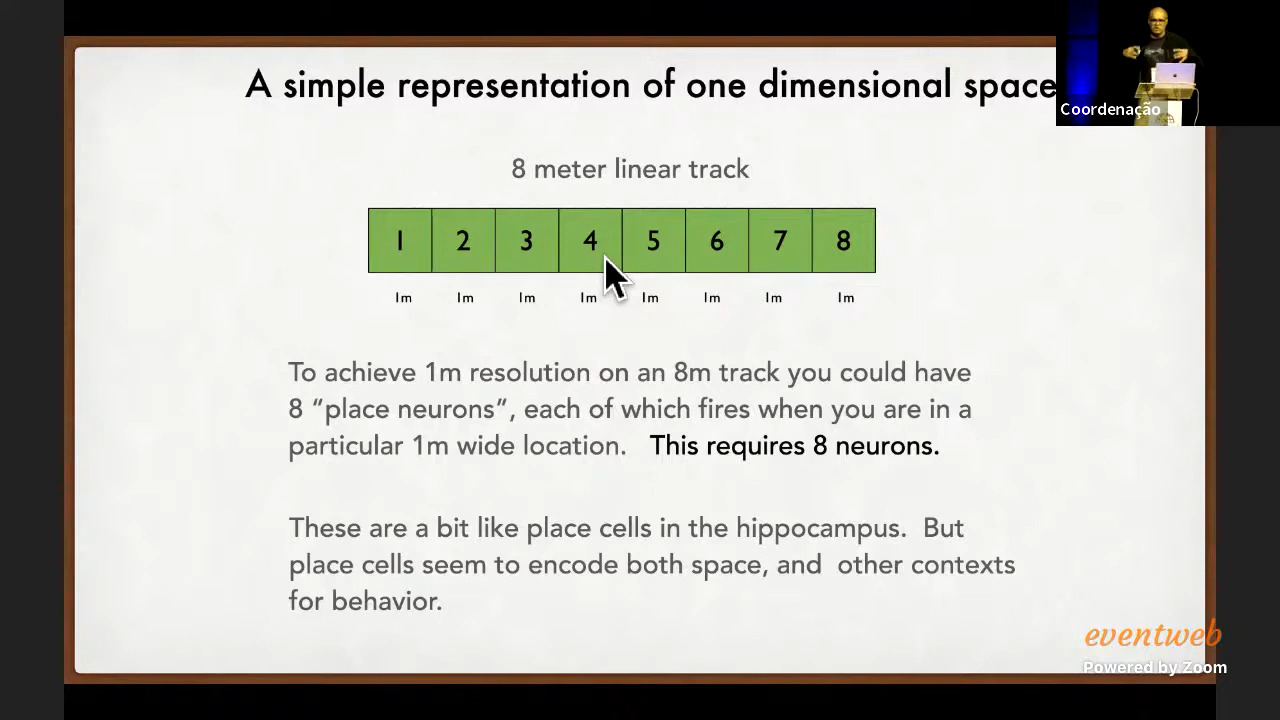 A simple representation of one dimensional space
Coordenação
8 meter linear track
1 2 3 4 5 6 7 8
1m 1m 1m 1m 1m 1m 1m 1m
To achieve 1m resolution on an 8m track you could have
8 “place neurons”, each of which fires when you are in a
particular 1m wide location. This requires 8 neurons.
These are a bit like place cells in the hippocampus. But
place cells seem to encode both space, and other contexts
for behavior.
eventweb
Powered by Zoom